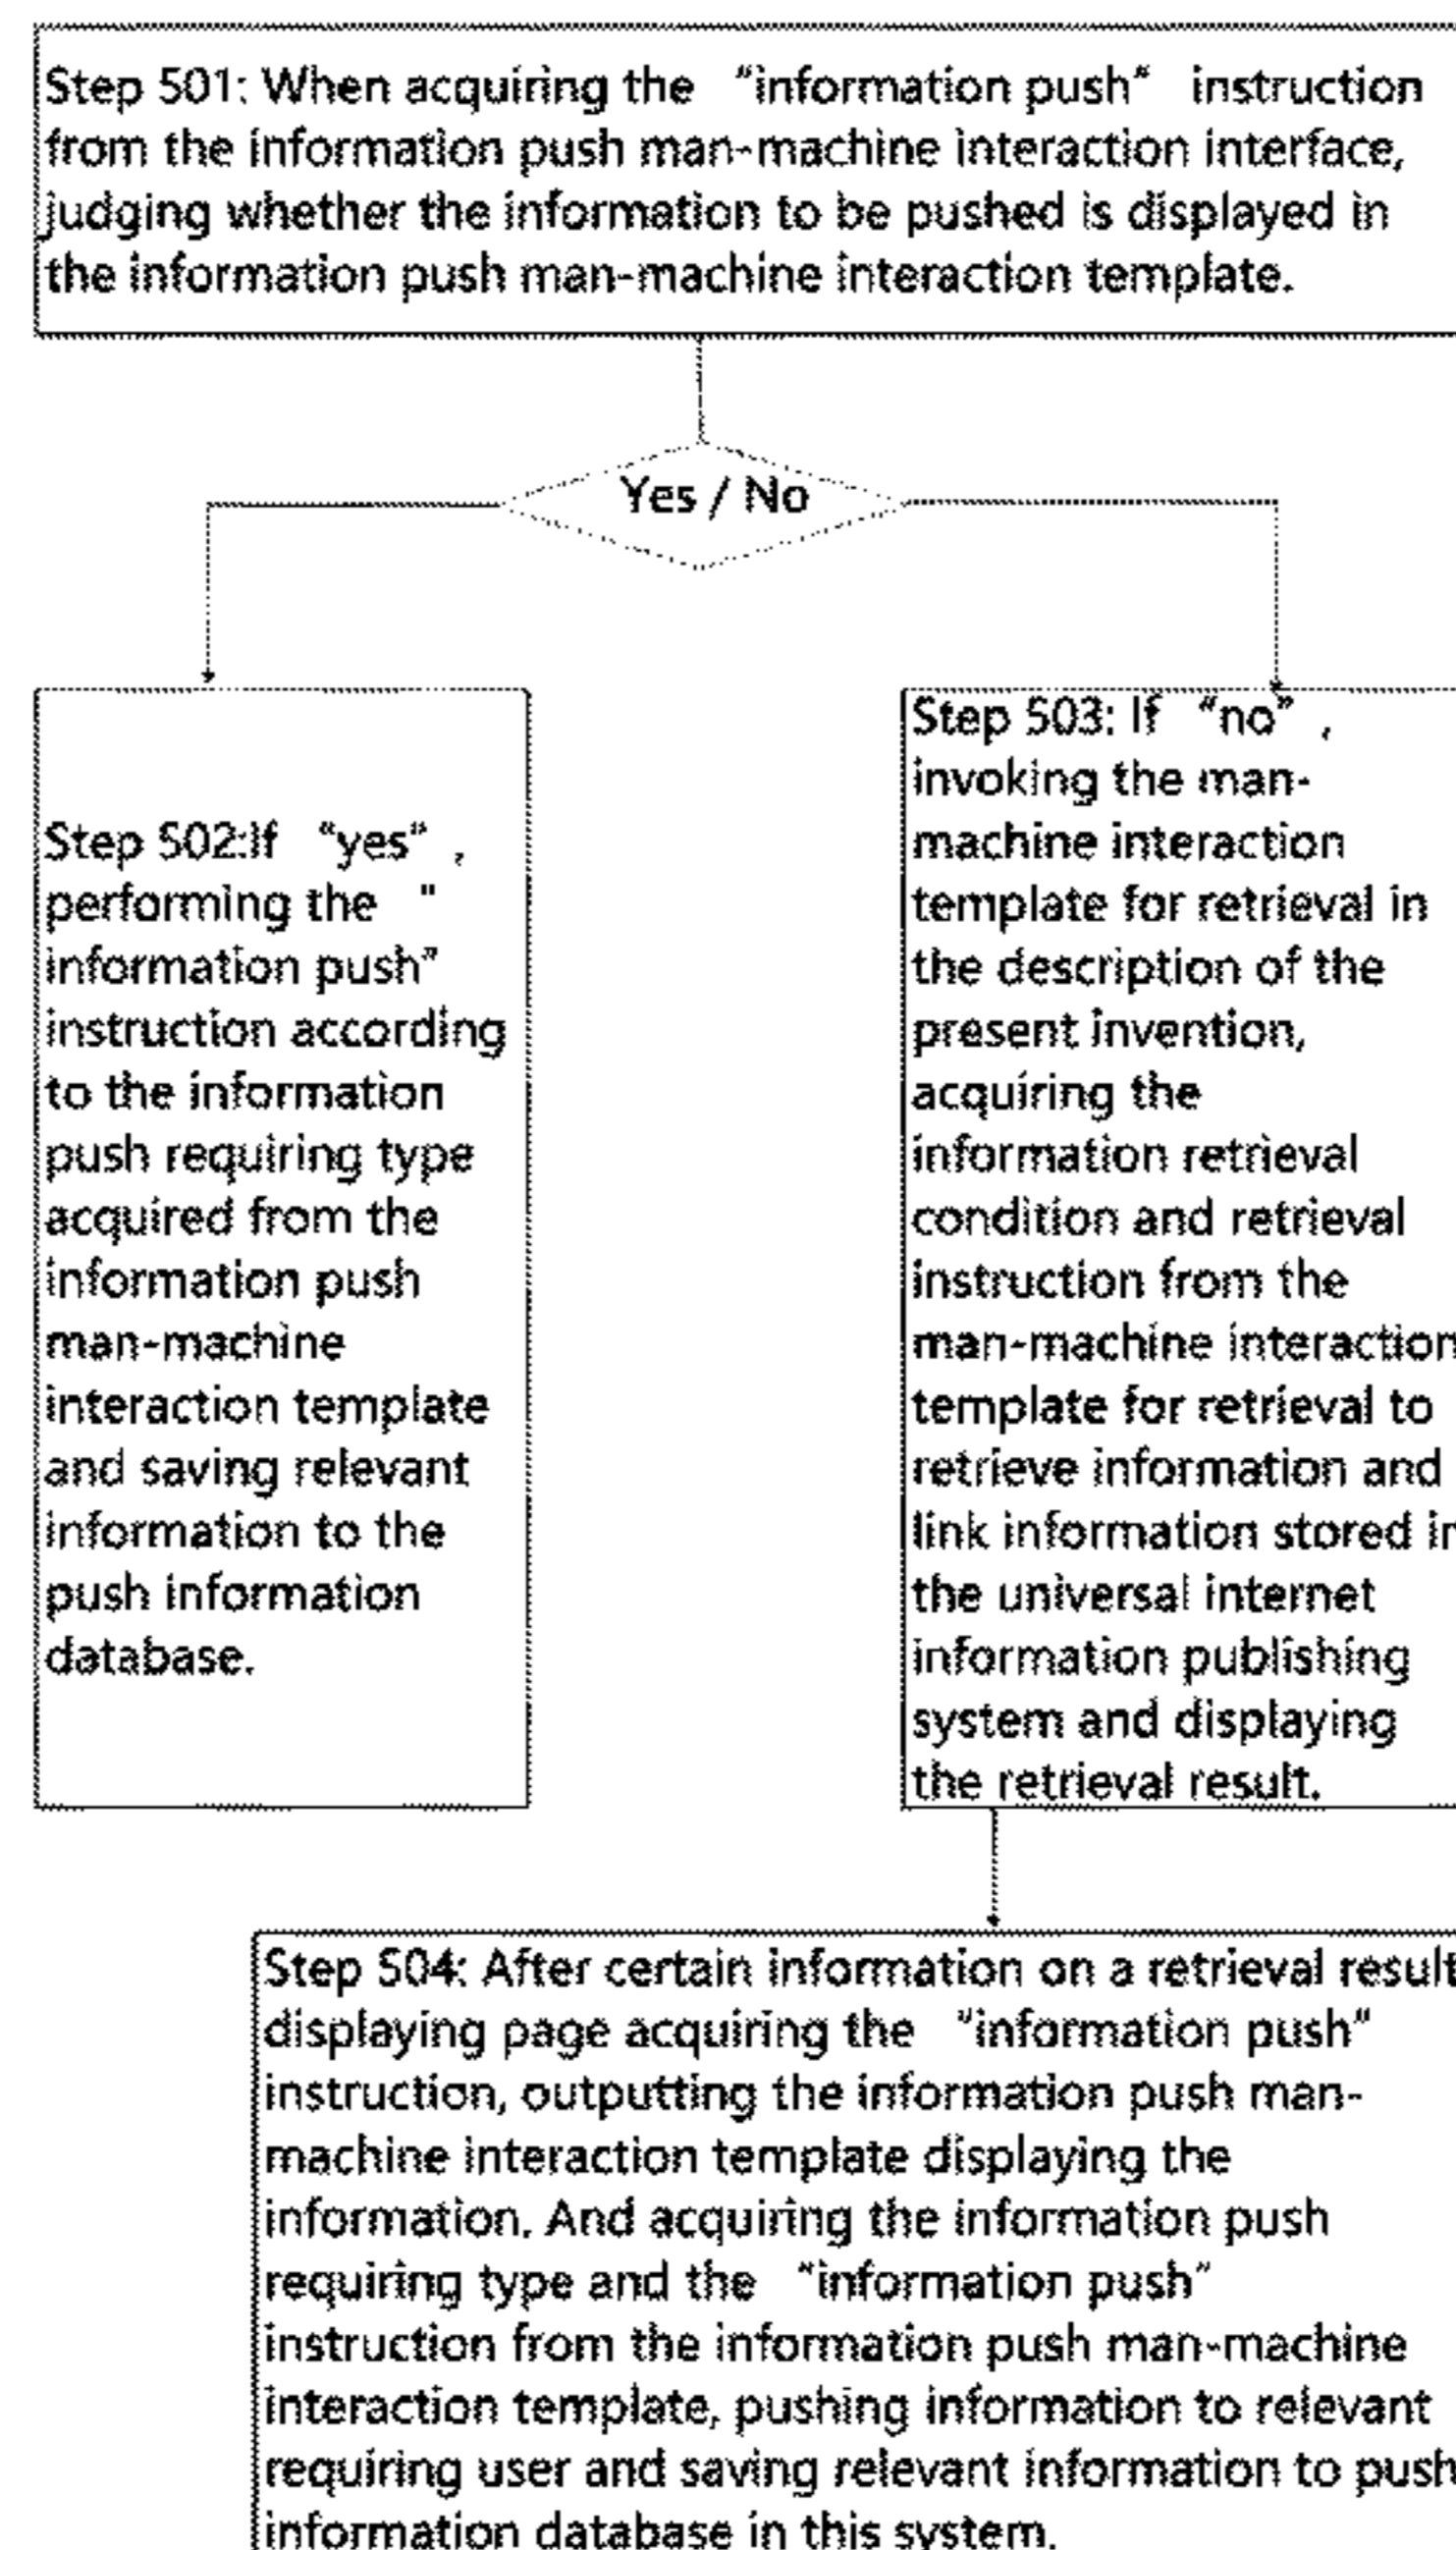 Step 501: When acquiring the “information push“ instruction
from the information push man-machine interaction interface,
judging whether the information to be pushed is displayed in
the information push man-machine interaction template.
Yes / No
Step 502:If “yes“ ,
performing the "
information push”
instruction according
to the information
push requiring type
acquired from the
information push
man-machine
interaction template
and saving relevant
information to the
push information
database.
Step 503: If “no” ,
invoking the man-
machine interaction
template for retrieval in
the description of the
present invention,
acquiring the
information retrieval
condition and retrieval
instruction from the
man-machine interaction
template for retrieval to
retrieve information and
link information stored in
the universal internet
information publishing
system and displaying
the retrieval result.
Step 504: After certain information on a retrieval result
displaying page acquiring the “information push“
instruction, outputting the information push man-
machine interaction template displaying the
information. And acquiring the information push
requiring type and the “information push”
instruction from the information push man-machine
interaction template, pushing information to relevant
requiring user and saving relevant information to push
information database in this system.